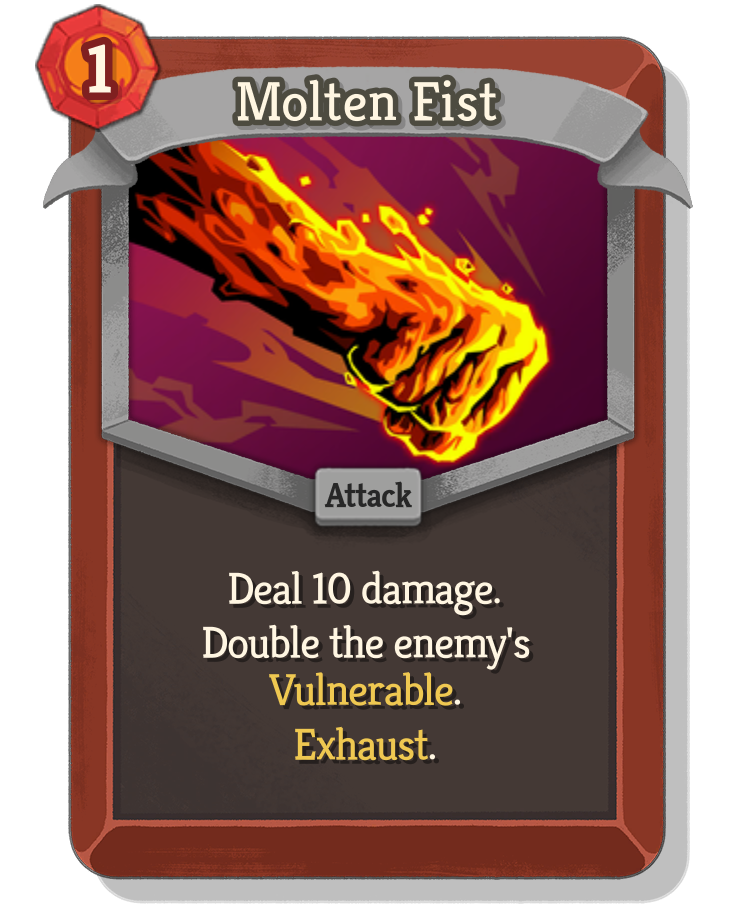 1
Molten Fist
Attack
Deal 10 damage.
Double the enemy's
Vulnerable.
Exhaust.